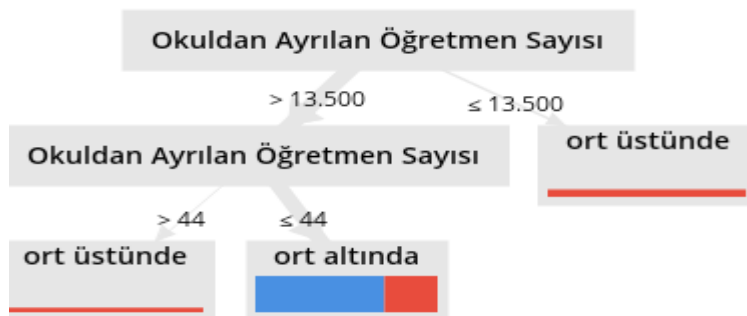 Okuldan Ayrılan Öğretmen Sayısı
> 13.500
≤ 13.500
Okuldan Ayrılan Öğretmen Sayısı
ort üstünde
> 44
≤ 44
ort üstünde
ort altında